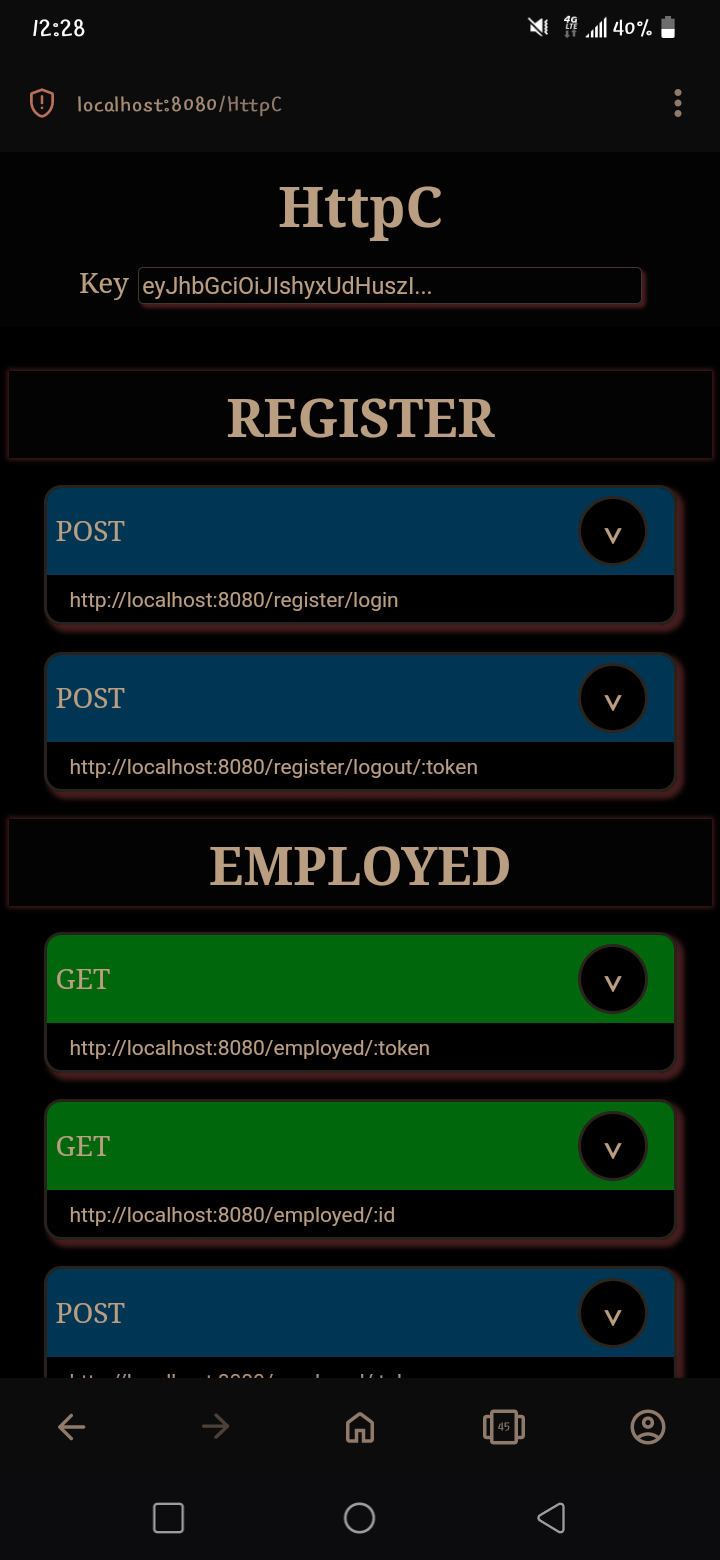 12:28
4G LTE 40%
localhost:8080/HttpC
HttpC
Key eyJhbGciOiJIshyxUdHuszI...
REGISTER
POST
http://localhost:8080/register/login
POST
http://localhost:8080/register/logout/:token
EMPLOYED
GET
http://localhost:8080/employed/:token
GET
http://localhost:8080/employed/:id
POST
45